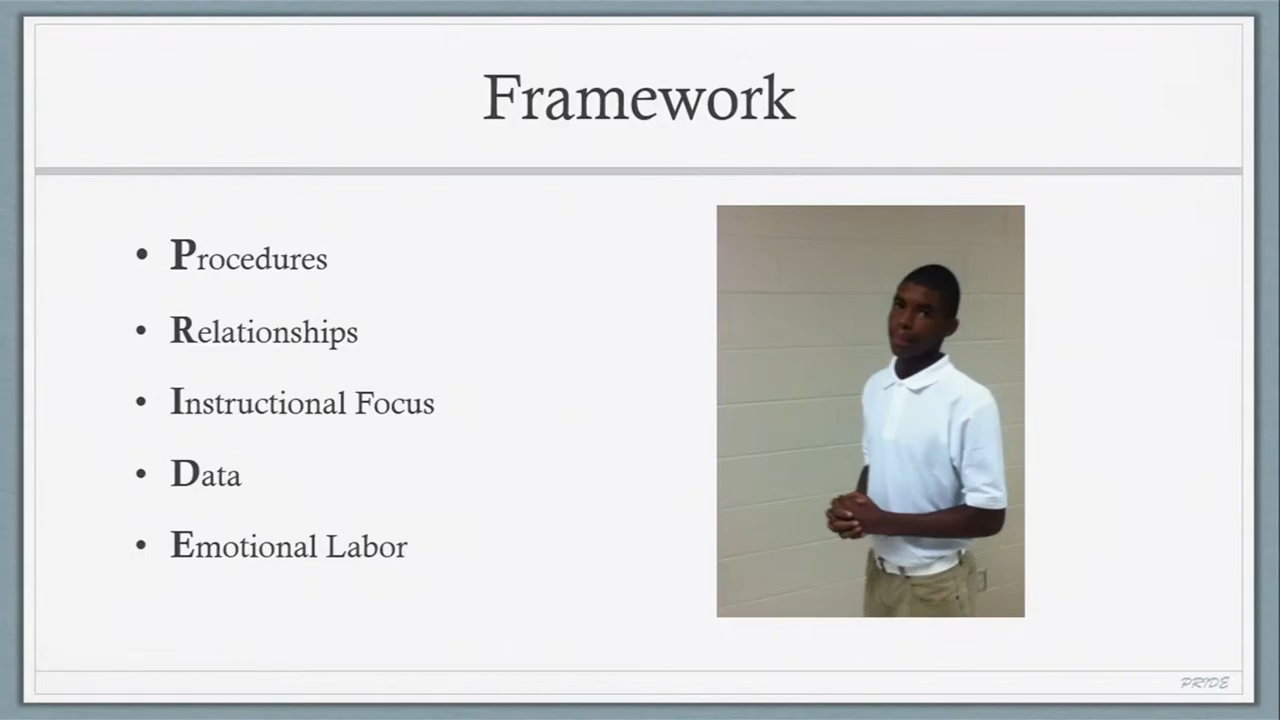 Framework
• Procedures
• Relationships
• Instructional Focus
• Data
• Emotional Labor
PRIDE